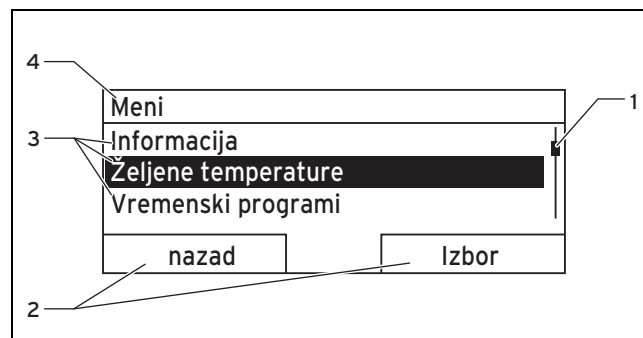 4
Meni
1
3
Informacija
Željene temperature
Vremenski programi
nazad
Izbor
2